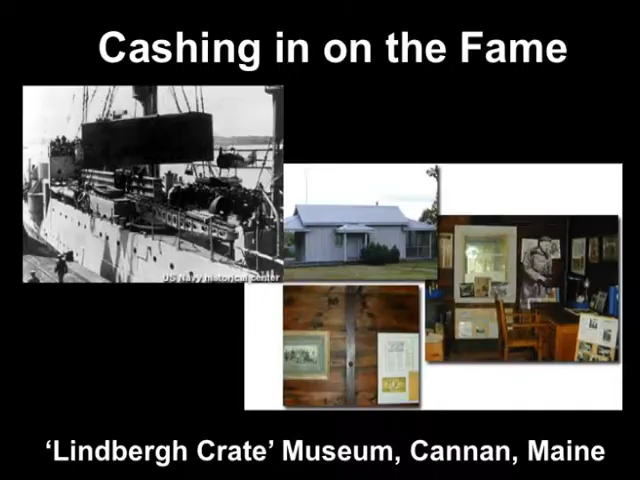 Cashing in on the Fame
US Navy historical center
‘Lindbergh Crate’ Museum, Cannan, Maine